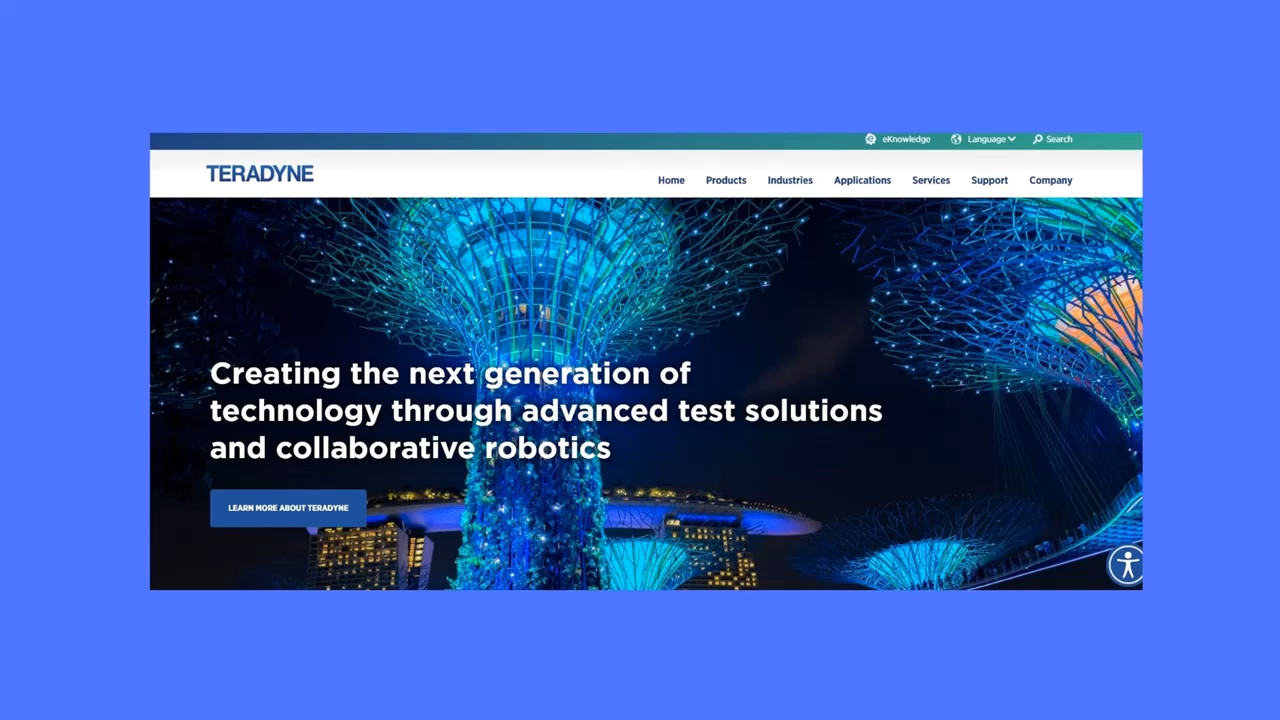 eKnowledge Language Search
TERADYNE
Home Products Industries Applications Services Support Company
Creating the next generation of
technology through advanced test solutions
and collaborative robotics
LEARN MORE ABOUT TERADYNE